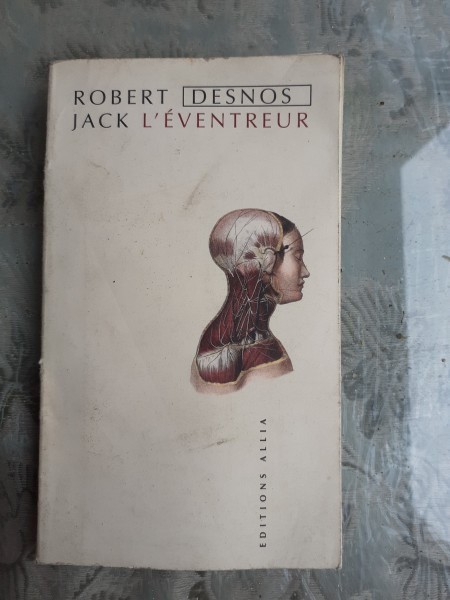 ROBERT DESNOS
JACK L'ÉVENTREUR
EDITIONS ALLIA